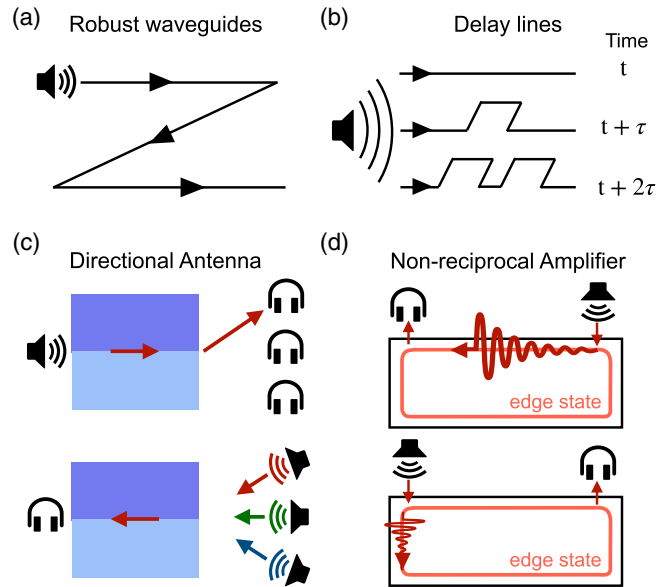 (a) Robust waveguides
(b) Delay lines
Time
t
t + τ
t + 2τ
(c) Directional Antenna
(d) Non-reciprocal Amplifier
edge state
edge state